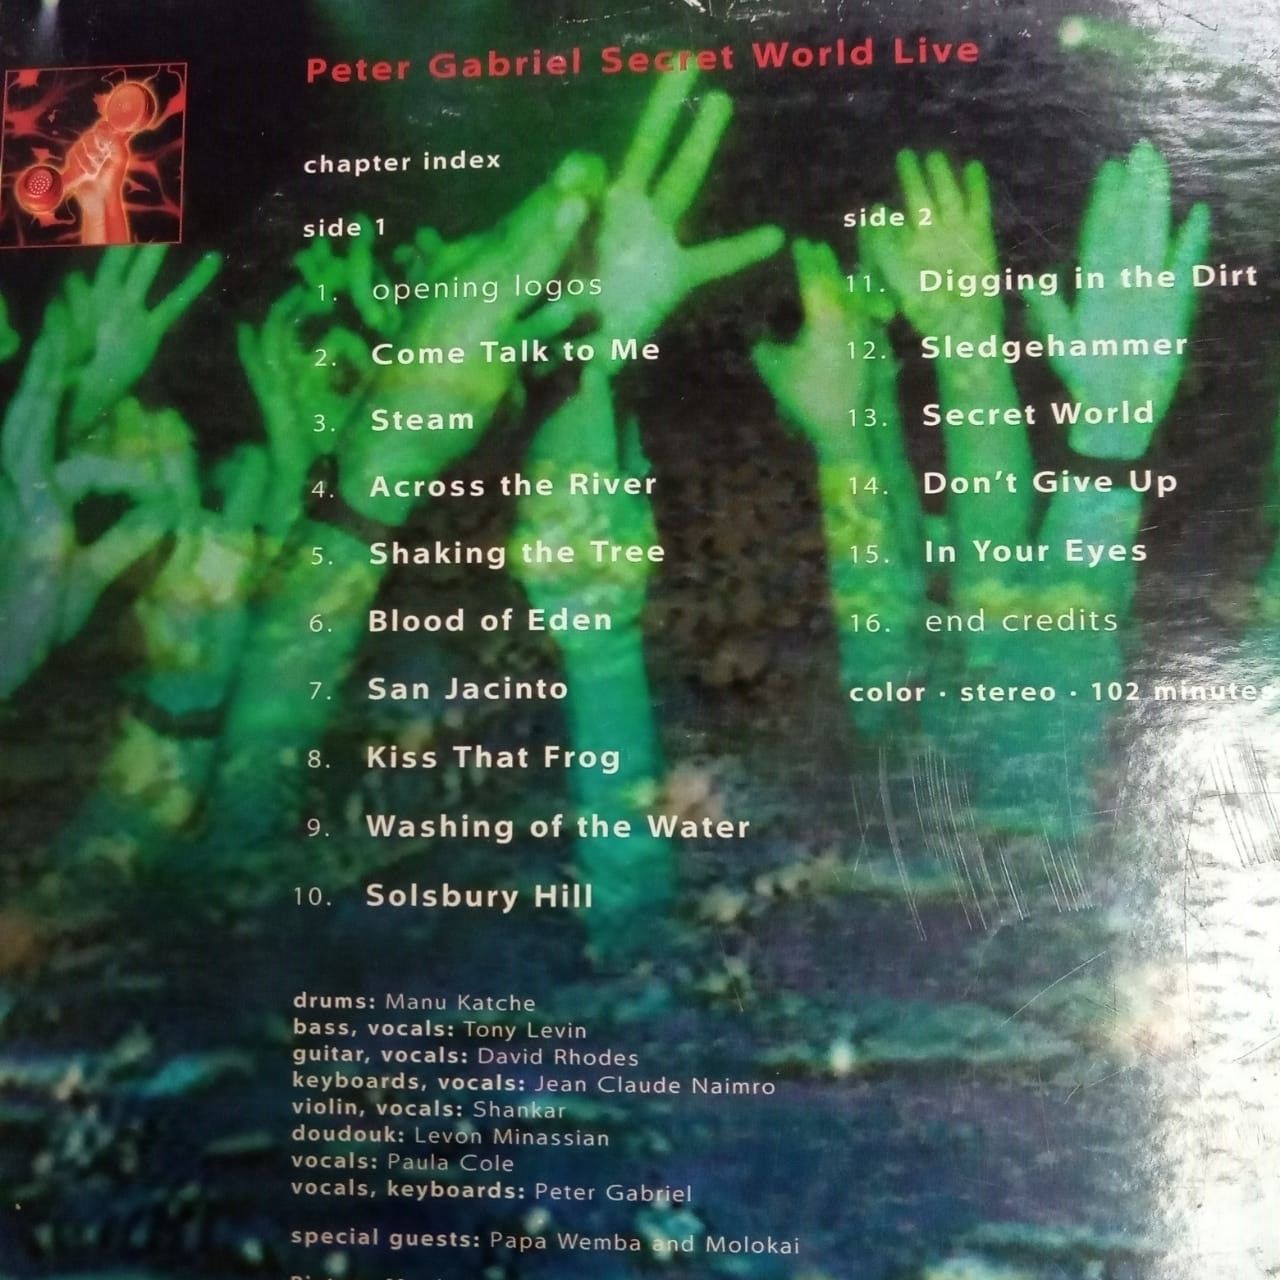 Peter Gabriel Secret World Live
chapter index
side 1
1. opening logos
2. Come Talk to Me
3. Steam
4. Across the River
5. Shaking the Tree
6. Blood of Eden
7. San Jacinto
8. Kiss That Frog
9. Washing of the Water
10. Solsbury Hill
side 2
11. Digging in the Dirt
12. Sledgehammer
13. Secret World
14. Don't Give Up
15. In Your Eyes
16. end credits
color · stereo · 102 minutes
drums: Manu Katche
bass, vocals: Tony Levin
guitar, vocals: David Rhodes
keyboards, vocals: Jean Claude Naimro
violin, vocals: Shankar
doudouk: Levon Minassian
vocals: Paula Cole
vocals, keyboards: Peter Gabriel
special guests: Papa Wemba and Molokai